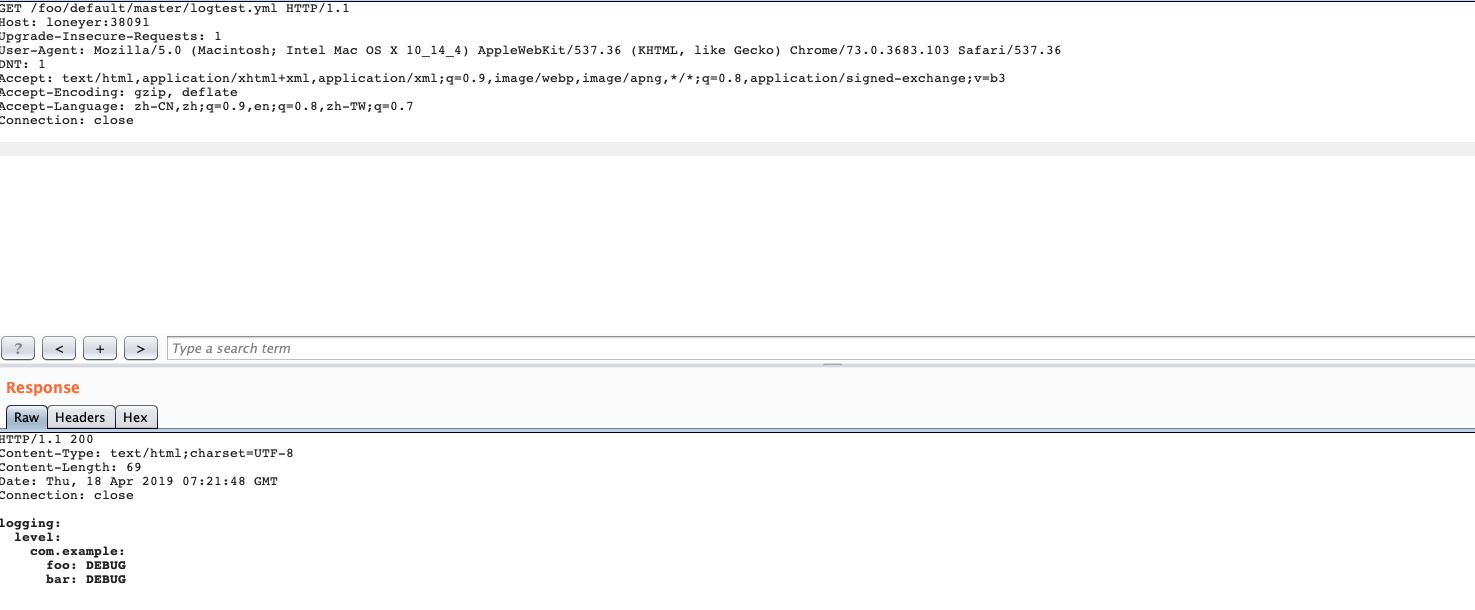 GET /foo/default/master/logtest.yml HTTP/1.1
Host: loneyer:38091
Upgrade-Insecure-Requests: 1
User-Agent: Mozilla/5.0 (Macintosh; Intel Mac OS X 10_14_4) AppleWebKit/537.36 (KHTML, like Gecko) Chrome/73.0.3683.103 Safari/537.36
DNT: 1
Accept: text/html,application/xhtml+xml,application/xml;q=0.9,image/webp,image/apng,*/*;q=0.8,application/signed-exchange;v=b3
Accept-Encoding: gzip, deflate
Accept-Language: zh-CN,zh;q=0.9,en;q=0.8,zh-TW;q=0.7
Connection: close
? < + > Type a search term
Response
Raw Headers Hex
HTTP/1.1 200
Content-Type: text/html;charset=UTF-8
Content-Length: 69
Date: Thu, 18 Apr 2019 07:21:48 GMT
Connection: close
logging:
  level:
    com.example:
      foo: DEBUG
      bar: DEBUG